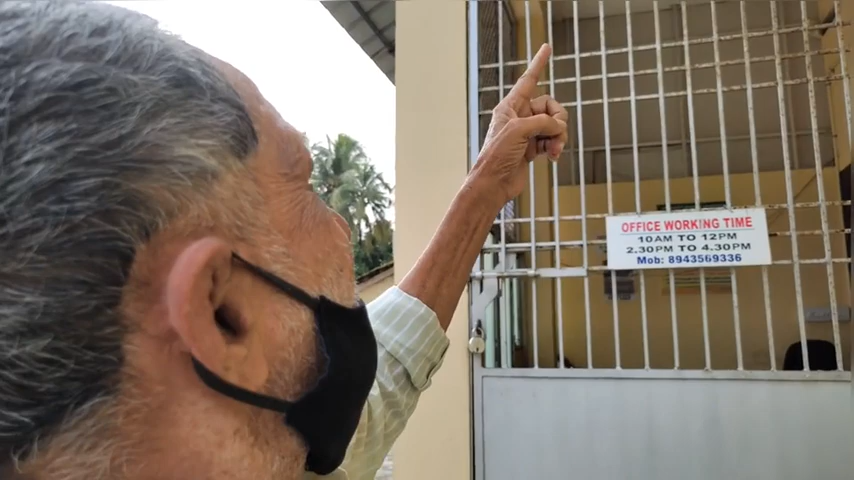 OFFICE WORKING TIME
10AM TO 12PM
2.30PM TO 4.30PM
Mob: 8943569336